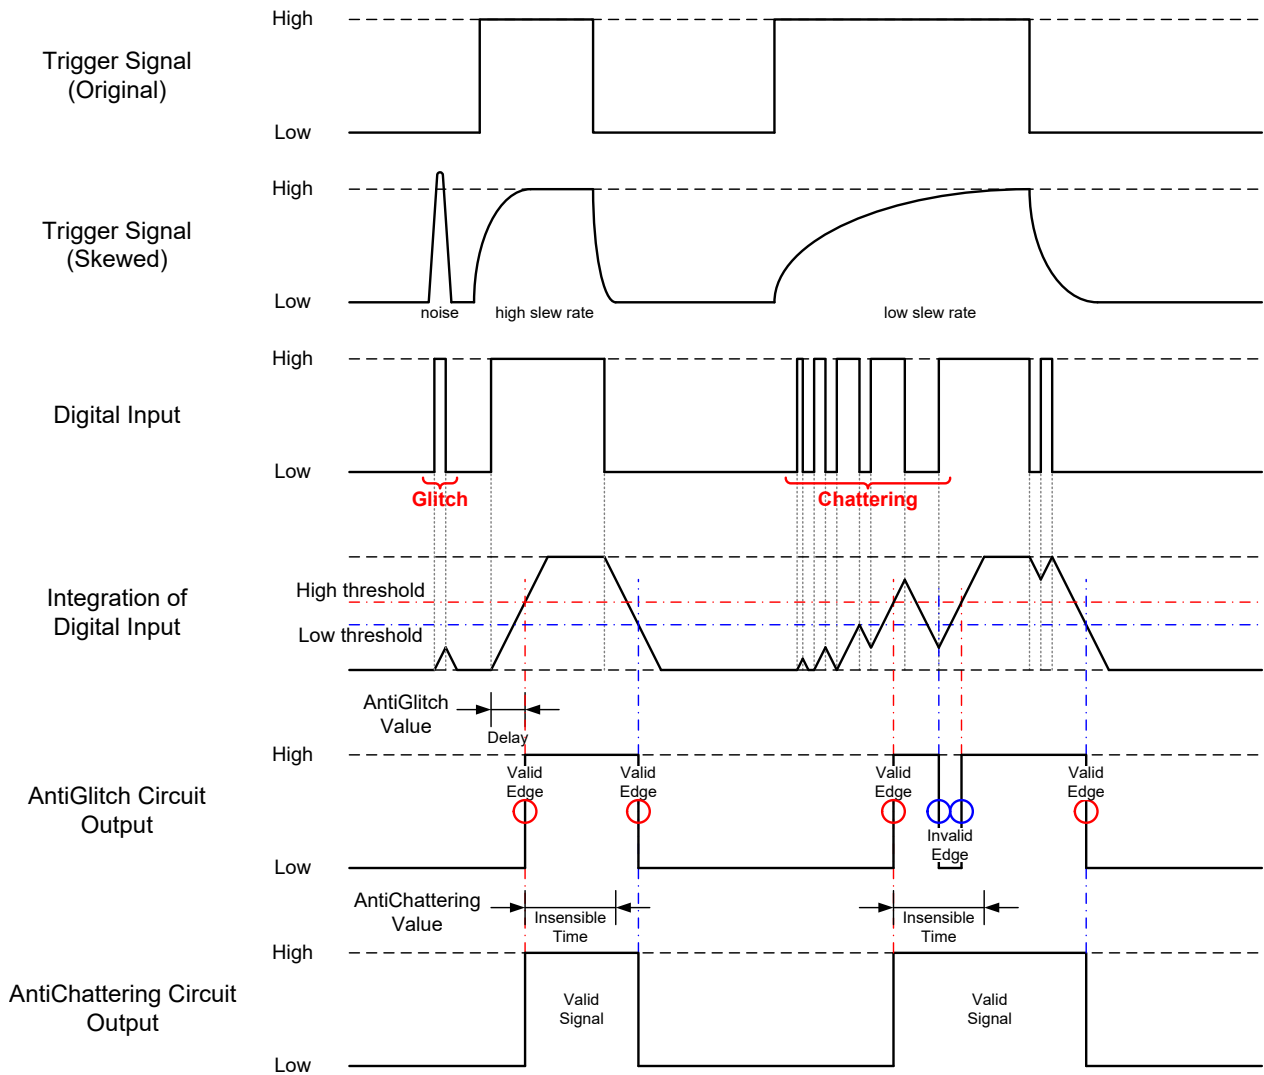 High
Trigger Signal
(Original)
Low
High
Trigger Signal
(Skewed)
Low
noise
high slew rate
low slew rate
High
Digital Input
Low
Glitch
Chattering
High threshold
Integration of
Digital Input
Low threshold
AntiGlitch
Value
Delay
High
Valid
Edge
Valid
Edge
Valid
Edge
Valid
Edge
AntiGlitch Circuit
Output
Invalid
Edge
Low
AntiChattering
Value
Insensible
Time
Insensible
Time
High
AntiChattering Circuit
Output
Valid
Signal
Valid
Signal
Low